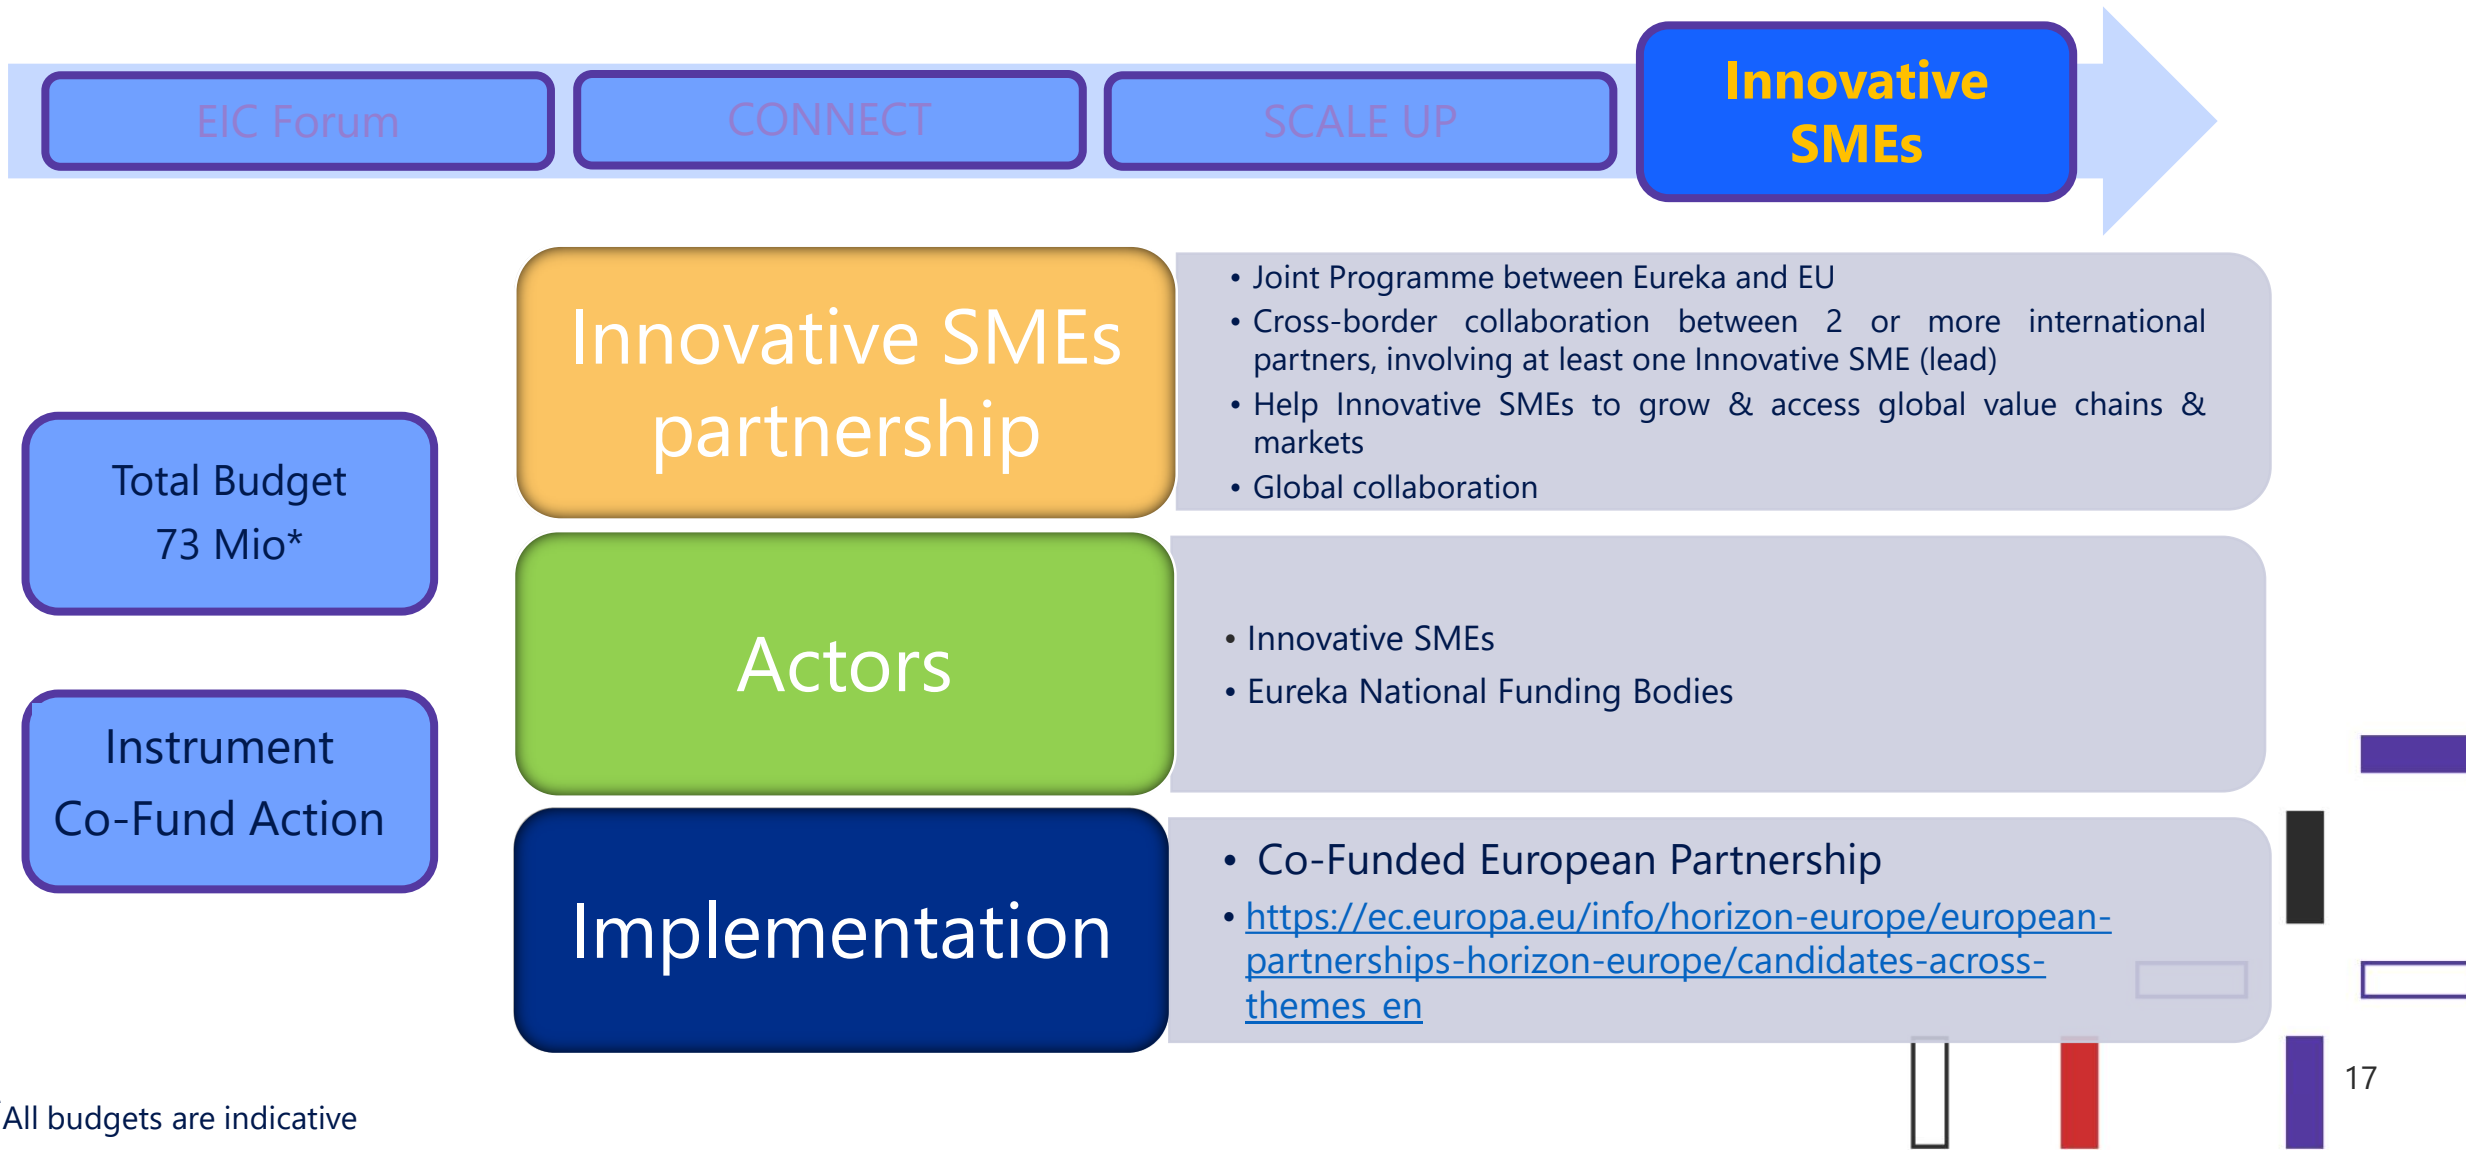 EIC Forum
CONNECT
SCALE UP
Innovative
SMEs
Total Budget
73 Mio*
Instrument
Co-Fund Action
Innovative SMEs
partnership
• Joint Programme between Eureka and EU
• Cross-border collaboration between 2 or more international
partners, involving at least one Innovative SME (lead)
• Help Innovative SMEs to grow & access global value chains &
markets
• Global collaboration
Actors
• Innovative SMEs
• Eureka National Funding Bodies
Implementation
• Co-Funded European Partnership
• https://ec.europa.eu/info/horizon-europe/european-
partnerships-horizon-europe/candidates-across-
themes_en
17
All budgets are indicative